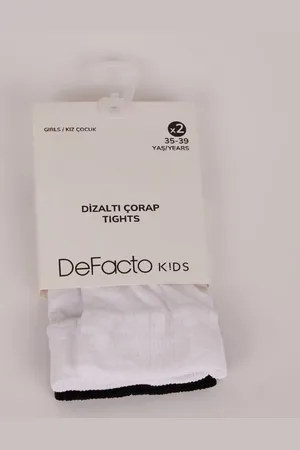 GIRLS / KIZ ÇOCUK
x2
35-39
YAŞ/YEARS
DİZALTI ÇORAP
TIGHTS
DeFacto KIDS